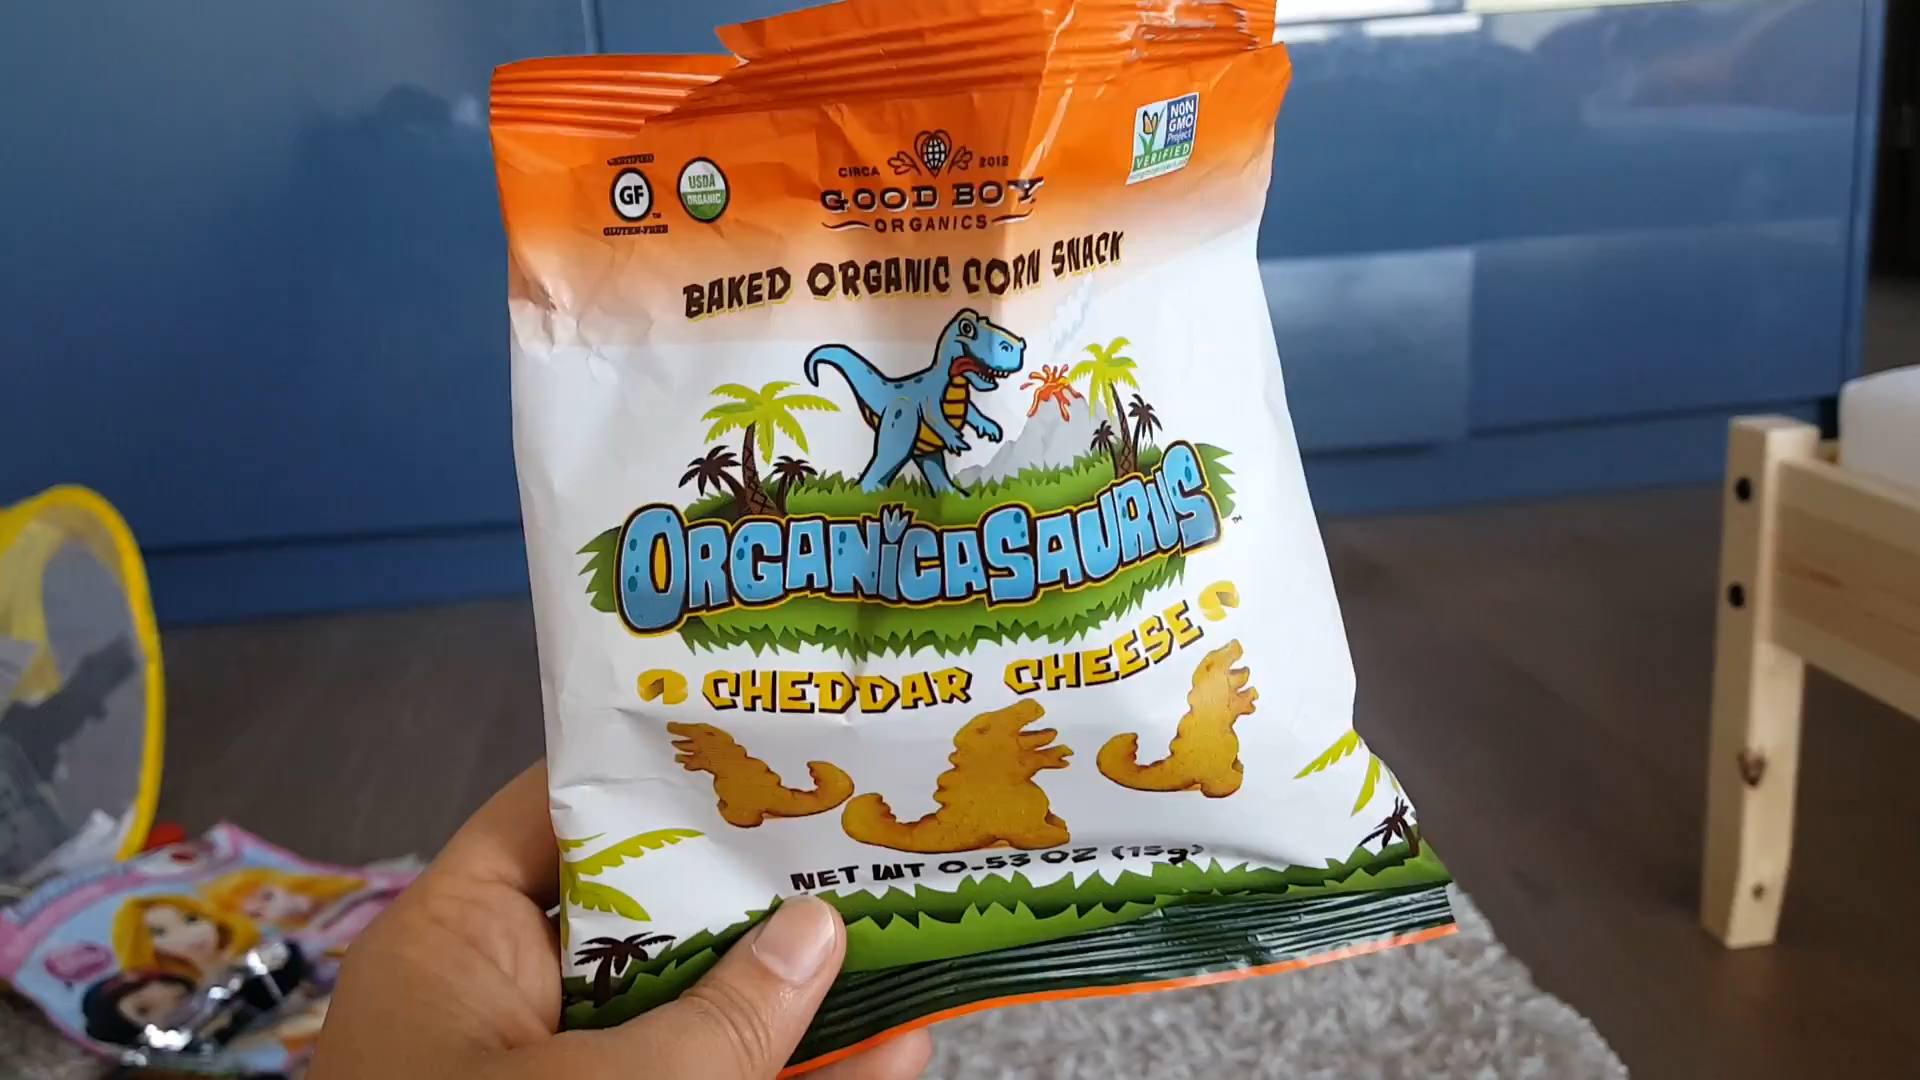 NON
GMO
Project
VERIFIED
CERTIFIED
GF
GLUTEN-FREE
USDA
ORGANIC
CIRCA 2012
GOOD BOY
ORGANICS
BAKED ORGANIC CORN SNACK
ORGANICASAURUS™
CHEDDAR CHEESE
NET WT 0.53 OZ (15g)